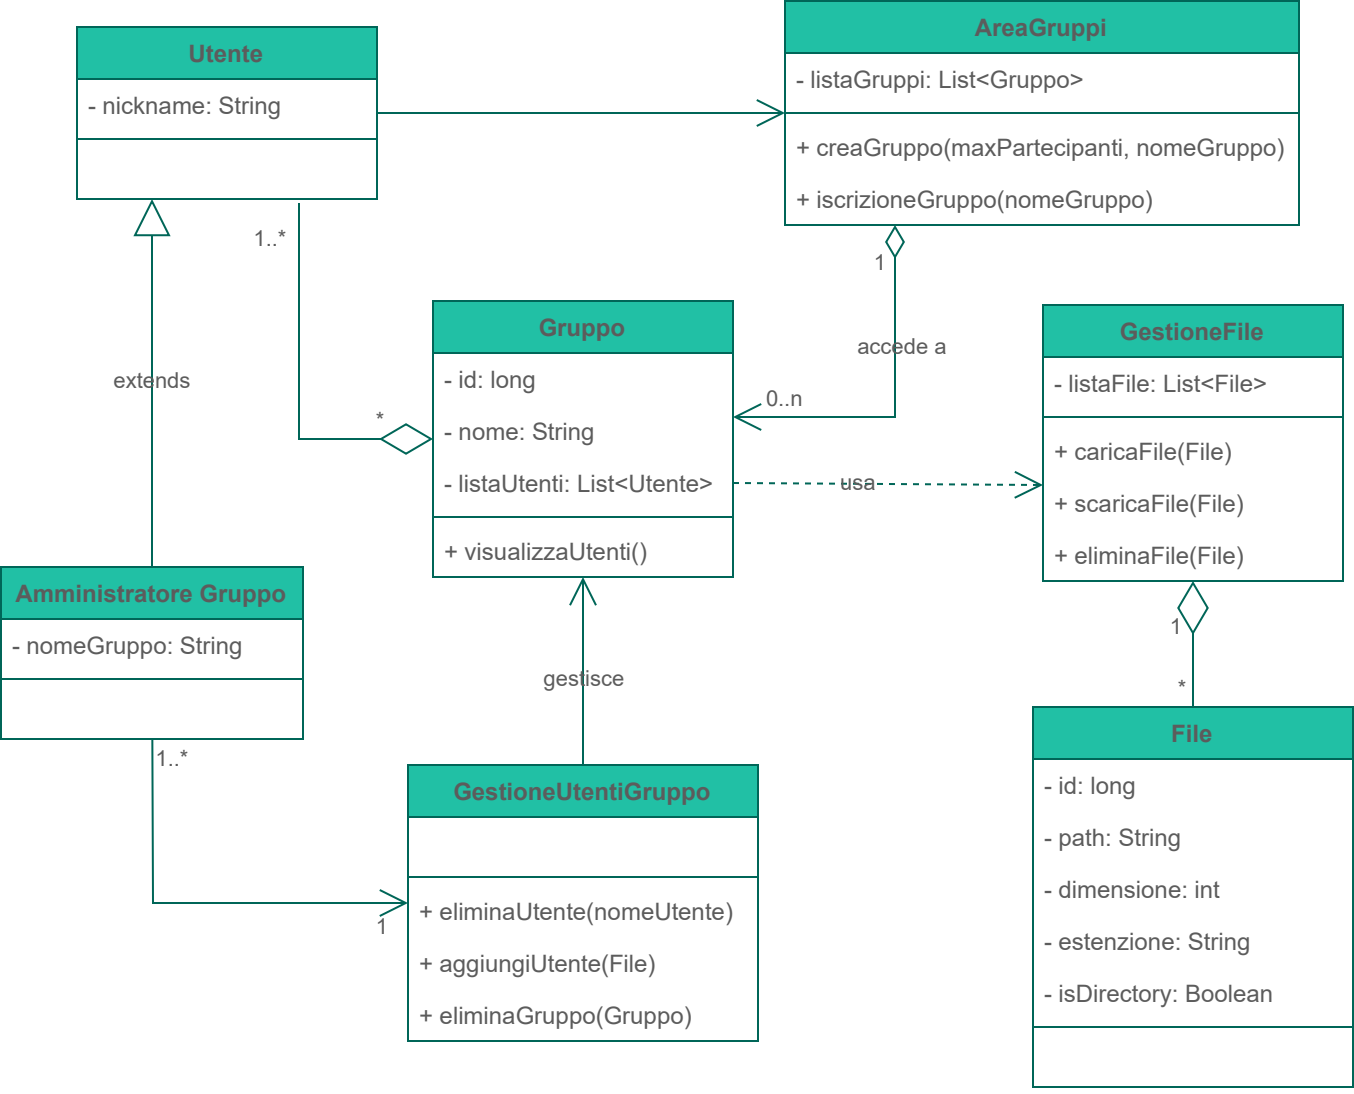 Utente
- nickname: String
AreaGruppi
- listaGruppi: List<Gruppo>
+ creaGruppo(maxPartecipanti, nomeGruppo)
+ iscrizioneGruppo(nomeGruppo)
1..*
1
accede a
0..n
extends
*
Gruppo
- id: long
- nome: String
- listaUtenti: List<Utente>
+ visualizzaUtenti()
usa
GestioneFile
- listaFile: List<File>
+ caricaFile(File)
+ scaricaFile(File)
+ eliminaFile(File)
1
*
Amministratore Gruppo
- nomeGruppo: String
1..*
1
gestisce
GestioneUtentiGruppo
+ eliminaUtente(nomeUtente)
+ aggiungiUtente(File)
+ eliminaGruppo(Gruppo)
File
- id: long
- path: String
- dimensione: int
- estenzione: String
- isDirectory: Boolean